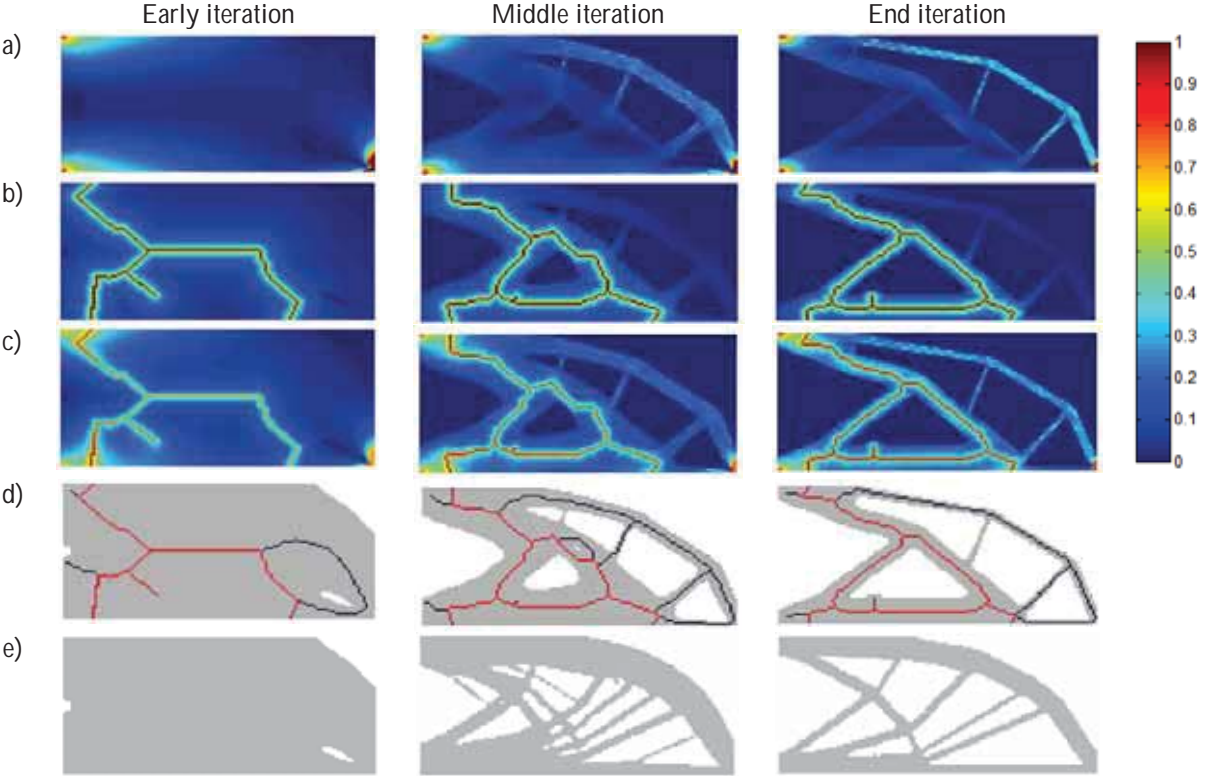 Early iteration
Middle iteration
End iteration
a)
b)
c)
d)
e)
1
0.9
0.8
0.7
0.6
0.5
0.4
0.3
0.2
0.1
0